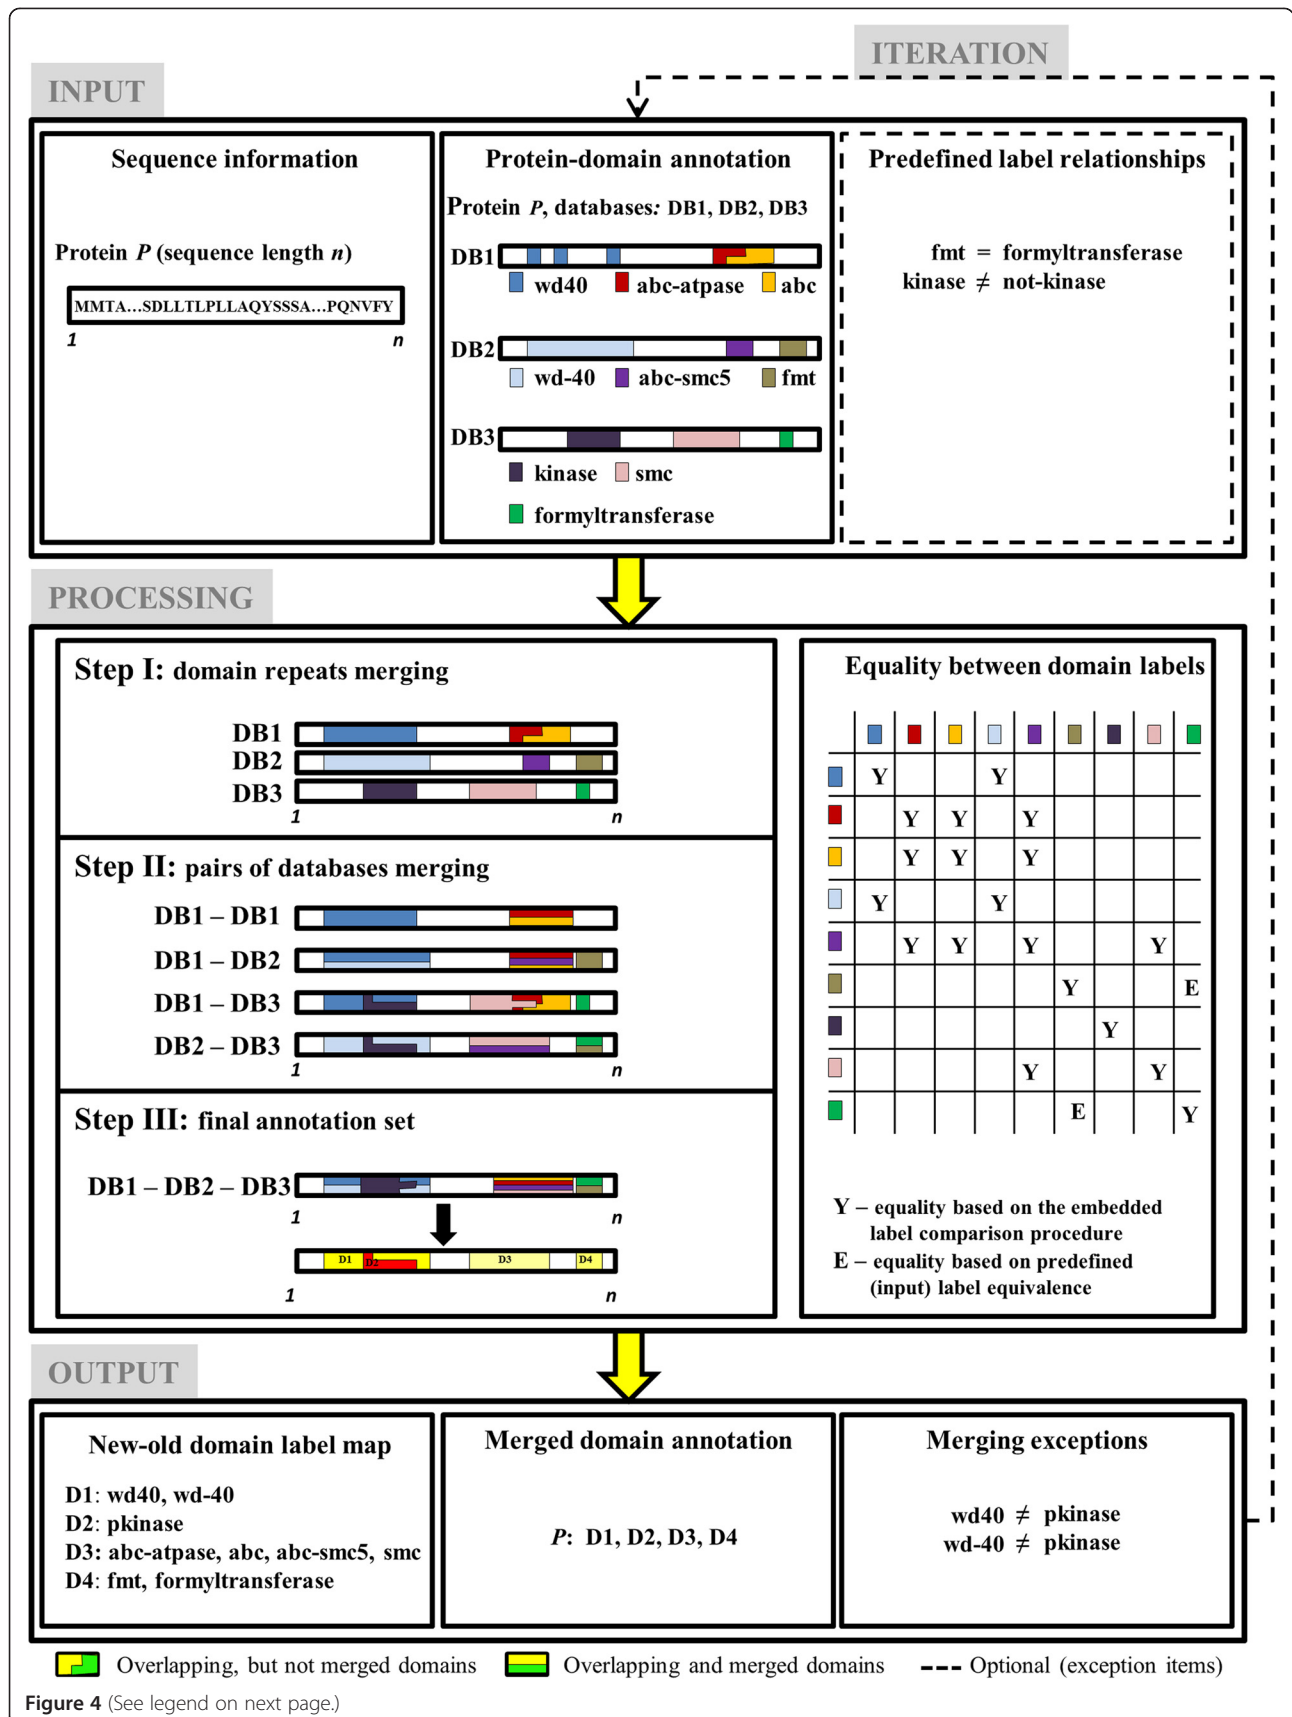 ITERATION
INPUT
Sequence information
Protein P (sequence length n)
MMTA...SDLLTLPLLAQYSSSA...PQNVFY
1 n
Protein-domain annotation
Protein P, databases: DB1, DB2, DB3
DB1
wd40 abc-atpase abc
DB2
wd-40 abc-smc5 fmt
DB3
kinase smc
formyltransferase
Predefined label relationships
fmt = formyltransferase
kinase ≠ not-kinase
PROCESSING
Step I: domain repeats merging
DB1
DB2
DB3
1 n
Step II: pairs of databases merging
DB1 – DB1
DB1 – DB2
DB1 – DB3
DB2 – DB3
1 n
Step III: final annotation set
DB1 – DB2 – DB3
1 n
D1 D2 D3 D4
1 n
Equality between domain labels
Y Y
Y Y Y
Y Y Y
Y Y
Y Y Y Y
Y E
Y
Y Y
E Y
Y – equality based on the embedded
label comparison procedure
E – equality based on predefined
(input) label equivalence
OUTPUT
New-old domain label map
D1: wd40, wd-40
D2: pkinase
D3: abc-atpase, abc, abc-smc5, smc
D4: fmt, formyltransferase
Merged domain annotation
P: D1, D2, D3, D4
Merging exceptions
wd40 ≠ pkinase
wd-40 ≠ pkinase
Overlapping, but not merged domains
Overlapping and merged domains
Optional (exception items)
Figure 4 (See legend on next page.)